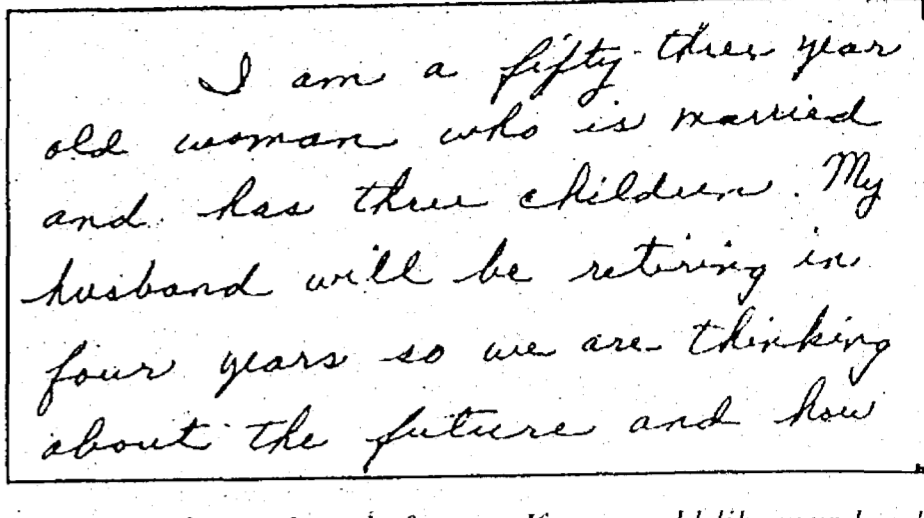 I am a fifty-three year
old woman who is married
and has three children. My
husband will be retiring in
four years so we are thinking
about the future and how